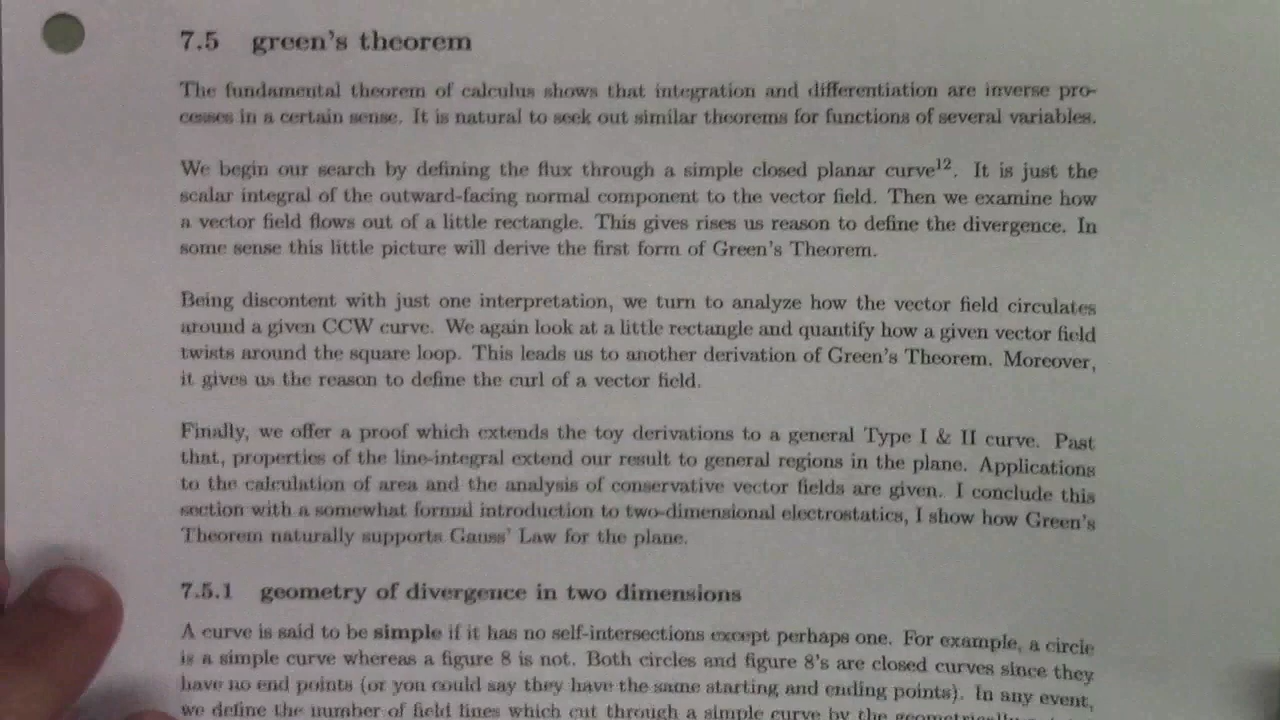 7.5 green's theorem
The fundamental theorem of calculus shows that integration and differentiation are inverse pro-
cesses in a certain sense. It is natural to seek out similar theorems for functions of several variables.
We begin our search by defining the flux through a simple closed planar curve¹². It is just the
scalar integral of the outward-facing normal component to the vector field. Then we examine how
a vector field flows out of a little rectangle. This gives rises us reason to define the divergence. In
some sense this little picture will derive the first form of Green's Theorem.
Being discontent with just one interpretation, we turn to analyze how the vector field circulates
around a given CCW curve. We again look at a little rectangle and quantify how a given vector field
twists around the square loop. This leads us to another derivation of Green's Theorem. Moreover,
it gives us the reason to define the curl of a vector field.
Finally, we offer a proof which extends the toy derivations to a general Type I & II curve. Past
that, properties of the line-integral extend our result to general regions in the plane. Applications
to the calculation of area and the analysis of conservative vector fields are given. I conclude this
section with a somewhat formal introduction to two-dimensional electrostatics, I show how Green's
Theorem naturally supports Gauss' Law for the plane.
7.5.1 geometry of divergence in two dimensions
A curve is said to be simple if it has no self-intersections except perhaps one. For example, a circle
is a simple curve whereas a figure 8 is not. Both circles and figure 8's are closed curves since they
have no end points (or you could say they have the same starting and ending points). In any event,
we define the number of field lines which cut through a simple curve by the